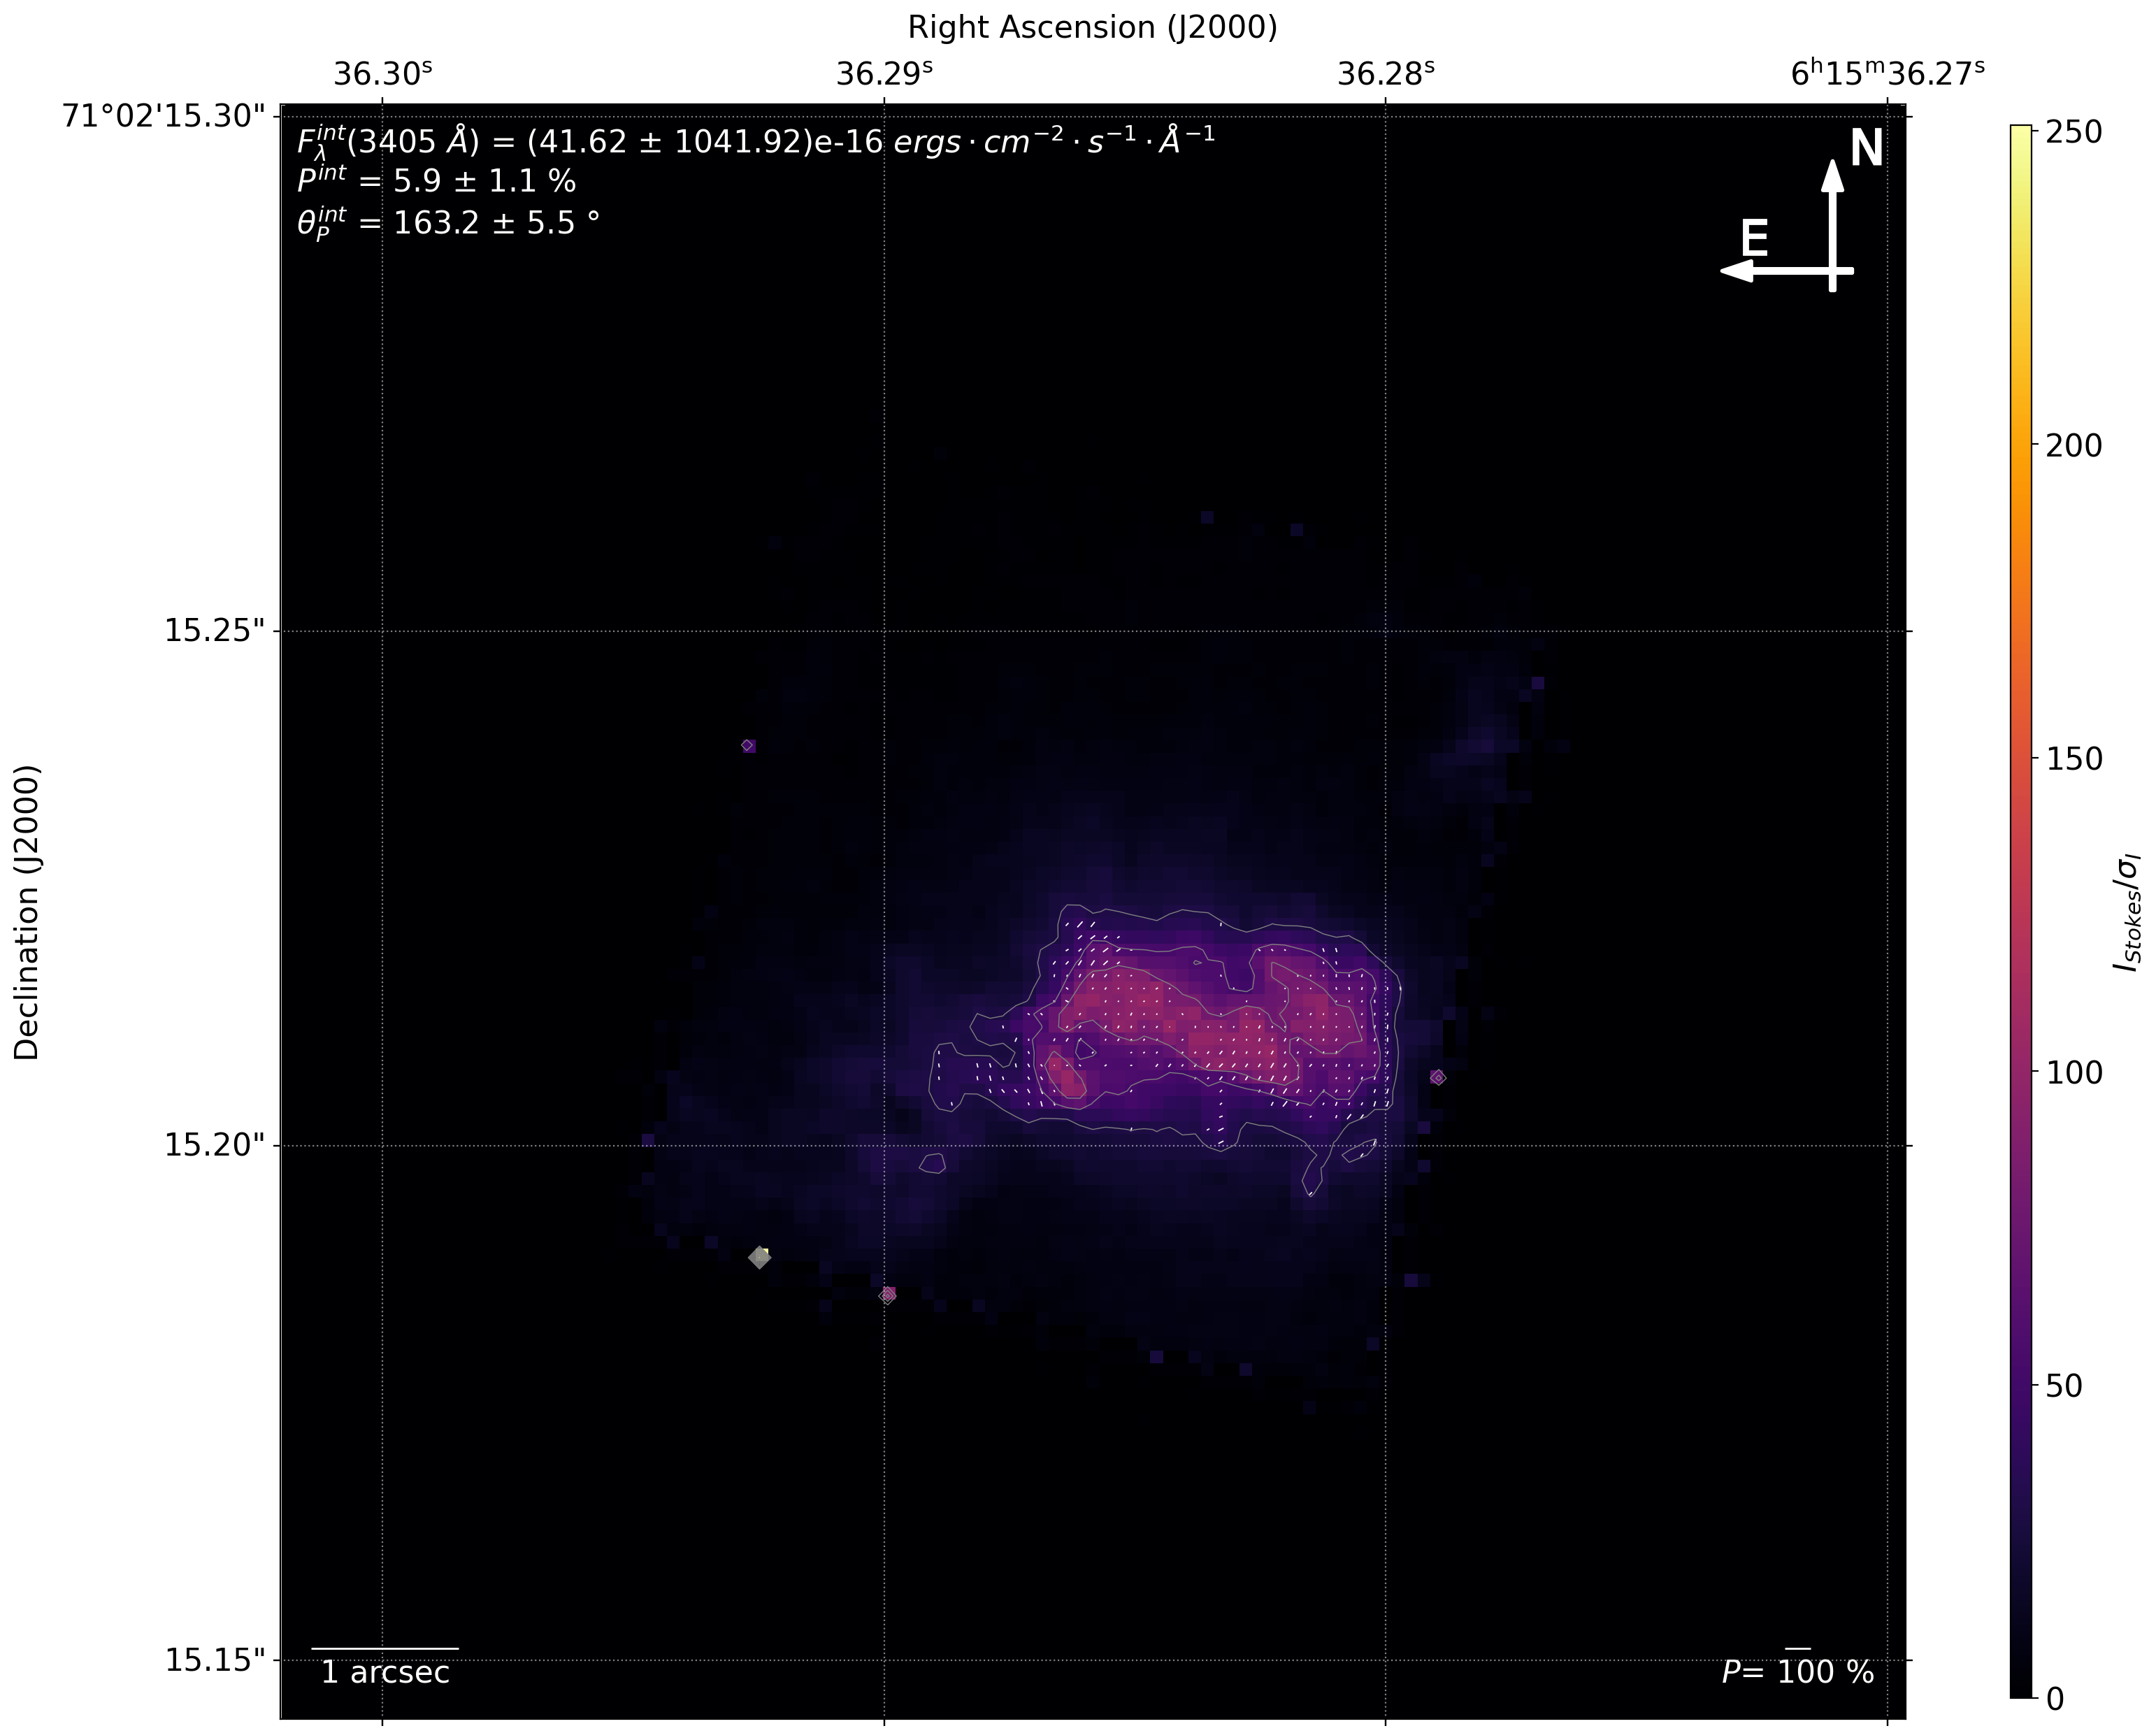 Right Ascension (J2000)
36.30ˢ 36.29ˢ 36.28ˢ 6ʰ15ᵐ36.27ˢ
71°02'15.30"
15.25"
15.20"
15.15"
Declination (J2000)
F_λ^int(3405 Å) = (41.62 ± 1041.92)e-16 ergs · cm⁻² · s⁻¹ · Å⁻¹
P^int = 5.9 ± 1.1 %
θ_P^int = 163.2 ± 5.5 °
N
E
1 arcsec
P= 100 %
250
200
150
100
50
0
I_Stokes/σ_I